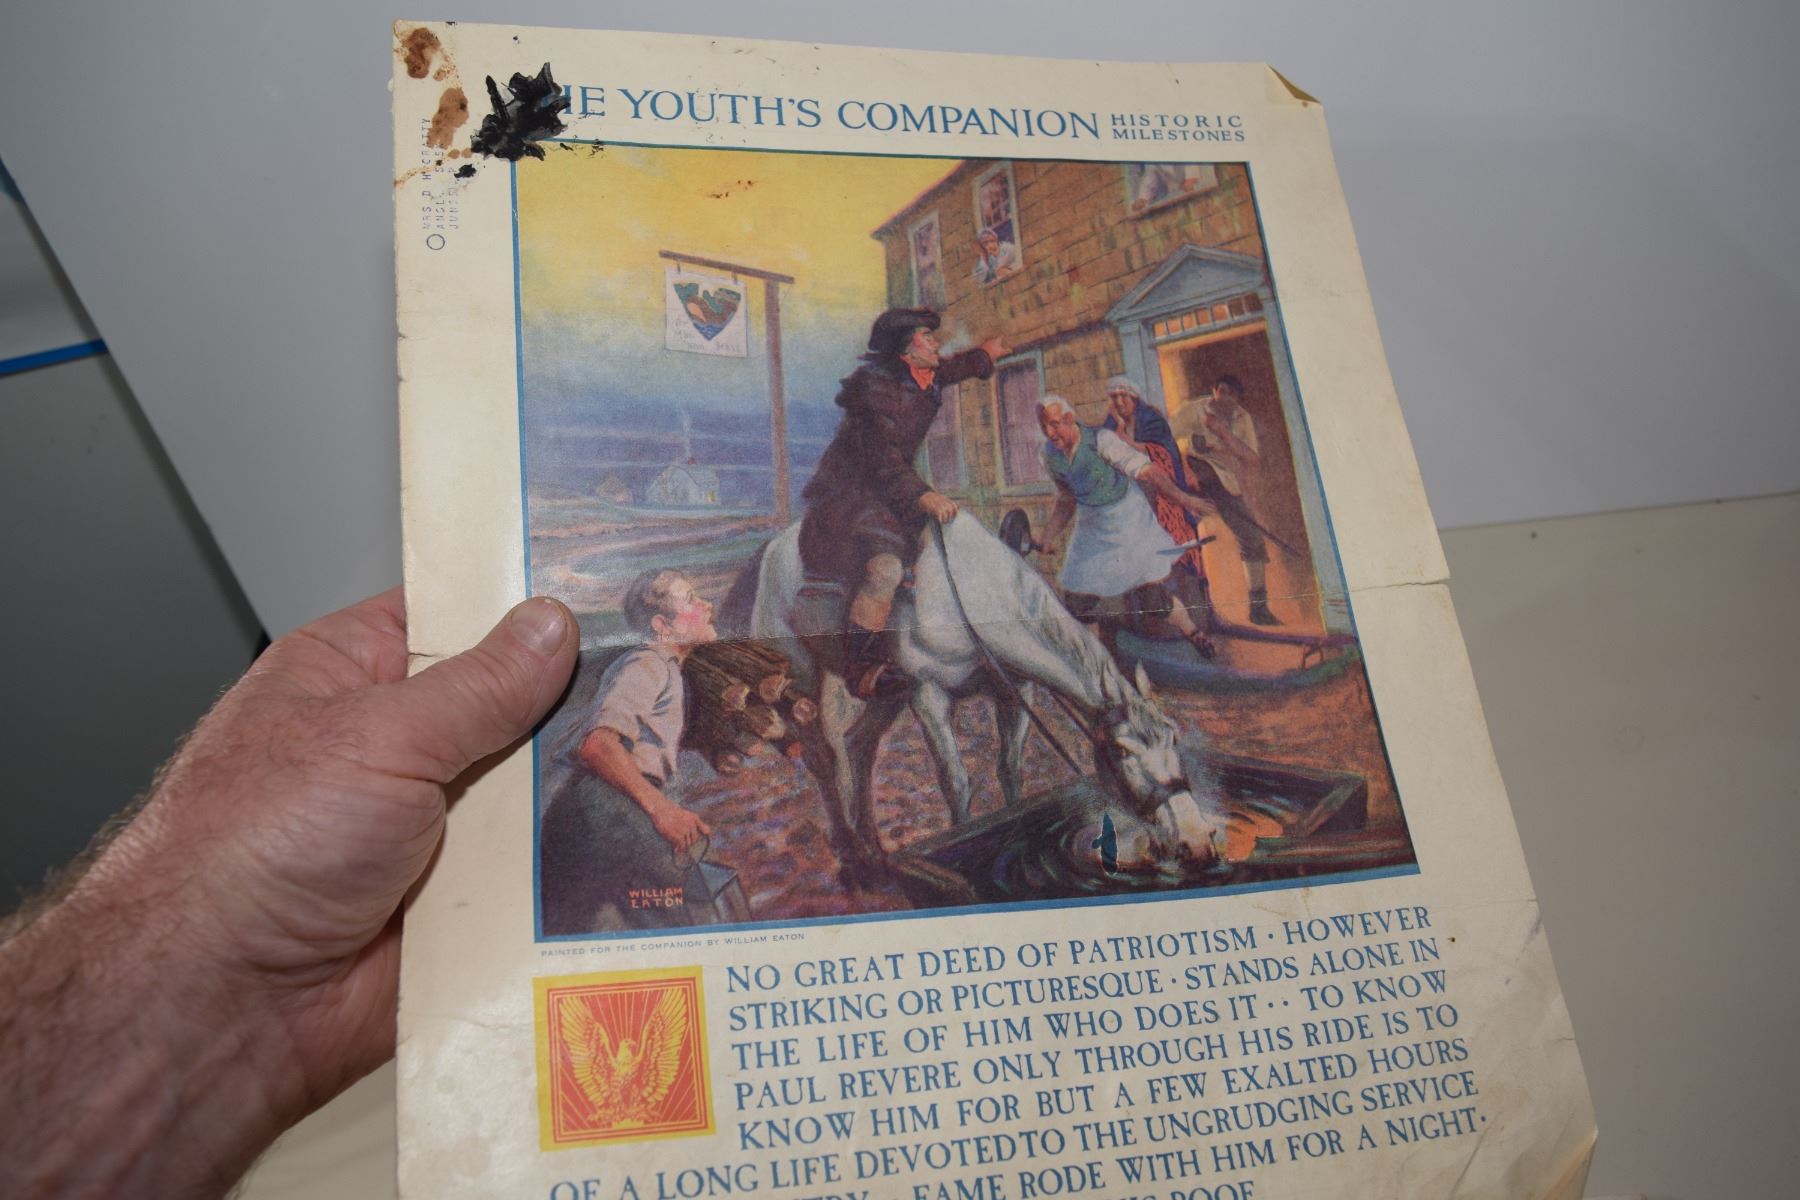 HE YOUTH'S COMPANION HISTORIC
MILESTONES
MRS D H
ANSL
WILLIAM
EATON
PAINTED FOR THE COMPANION BY WILLIAM EATON
NO GREAT DEED OF PATRIOTISM · HOWEVER
STRIKING OR PICTURESQUE · STANDS ALONE IN
THE LIFE OF HIM WHO DOES IT · · TO KNOW
PAUL REVERE ONLY THROUGH HIS RIDE IS TO
KNOW HIM FOR BUT A FEW EXALTED HOURS
OF A LONG LIFE DEVOTED TO THE UNGRUDGING SERVICE
FAME RODE WITH HIM FOR A NIGHT ·
ROOF